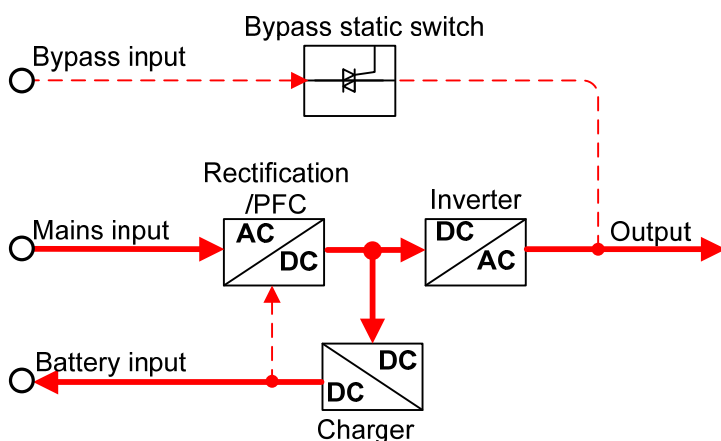 Bypass static switch
Bypass input
Rectification
/PFC
Inverter
Mains input
AC
DC
DC
AC
Output
Battery input
DC
DC
Charger